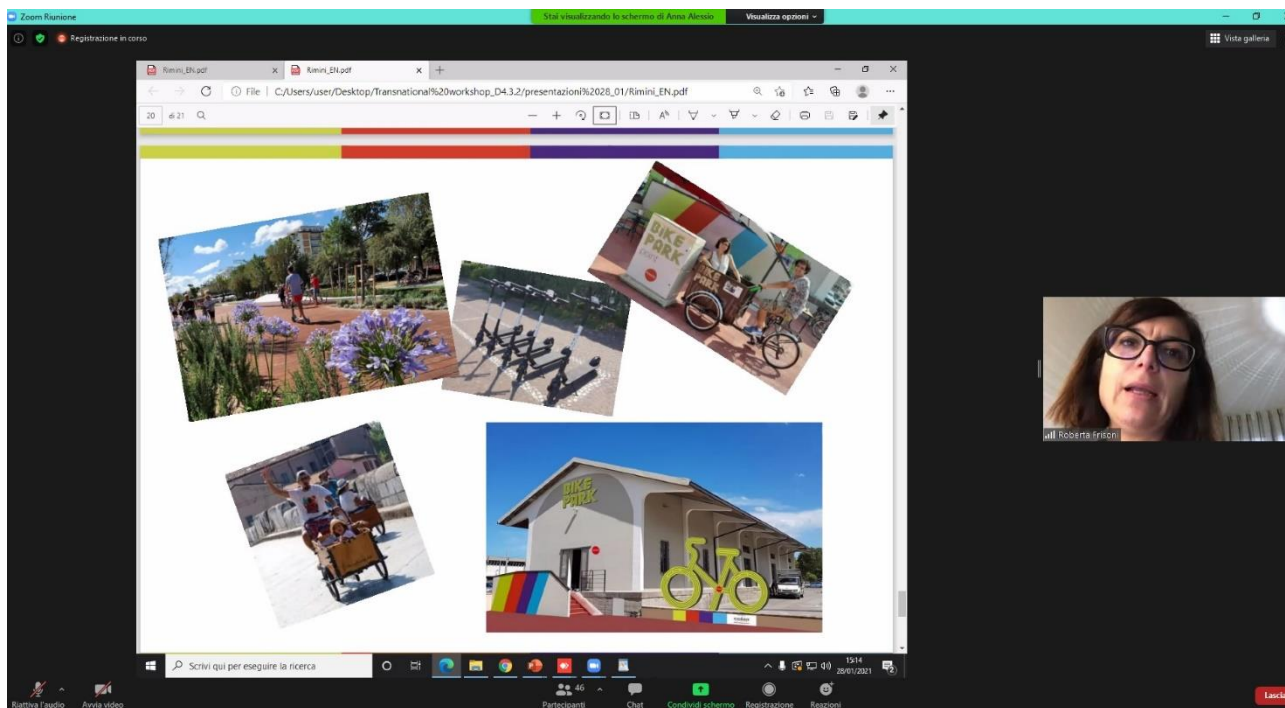 Zoom Riunione
Stai visualizzando lo schermo di Anna Alessio
Visualizza opzioni
Registrazione in corso
Vista galleria
Rimini_EN.pdf
Rimini_EN.pdf
File
C:/Users/user/Desktop/Transnational%20workshop_D4.3.2/presentazioni%2028_01/Rimini_EN.pdf
20 di 21
BIKE
PARK
BIKE
PARK
BIKE
PARK
Roberta Frisoni
Scrivi qui per eseguire la ricerca
15:14
28/01/2021
2
Riattiva l'audio
Avvia video
46
Partecipanti
Chat
Condividi schermo
Registrazione
Reazioni
Lascia